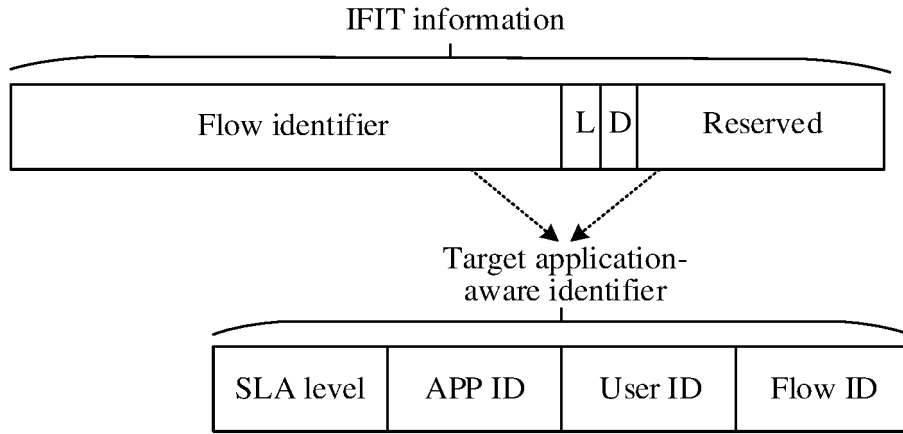 IFIT information
Flow identifier L D Reserved
Target application-
aware identifier
SLA level APP ID User ID Flow ID